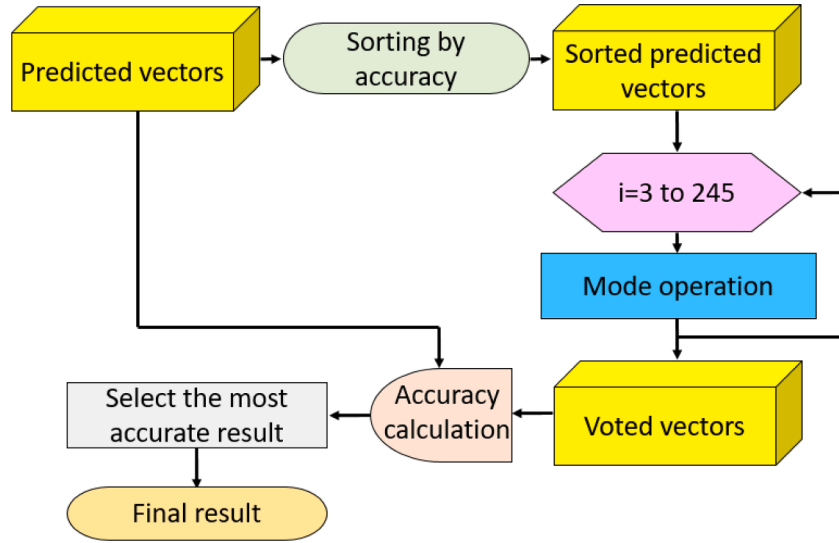 Predicted vectors
Sorting by
accuracy
Sorted predicted
vectors
i=3 to 245
Mode operation
Voted vectors
Accuracy
calculation
Select the most
accurate result
Final result